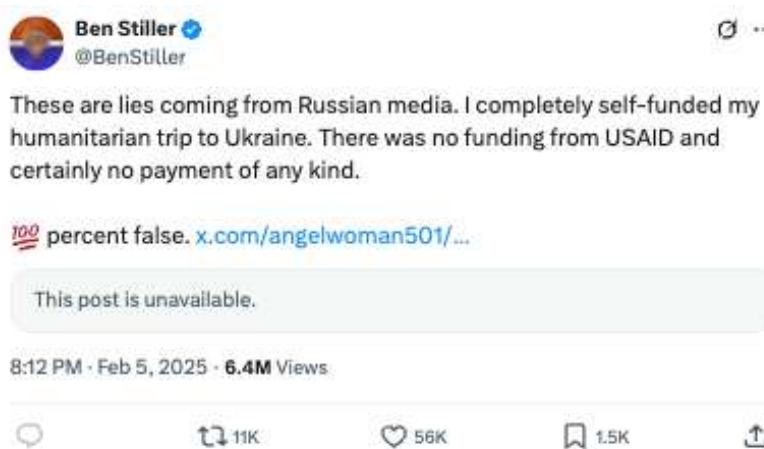 Ben Stiller
@BenStiller
These are lies coming from Russian media. I completely self-funded my
humanitarian trip to Ukraine. There was no funding from USAID and
certainly no payment of any kind.
💯 percent false. x.com/angelwoman501/...
This post is unavailable.
8:12 PM · Feb 5, 2025 · 6.4M Views
11K 56K 1.5K